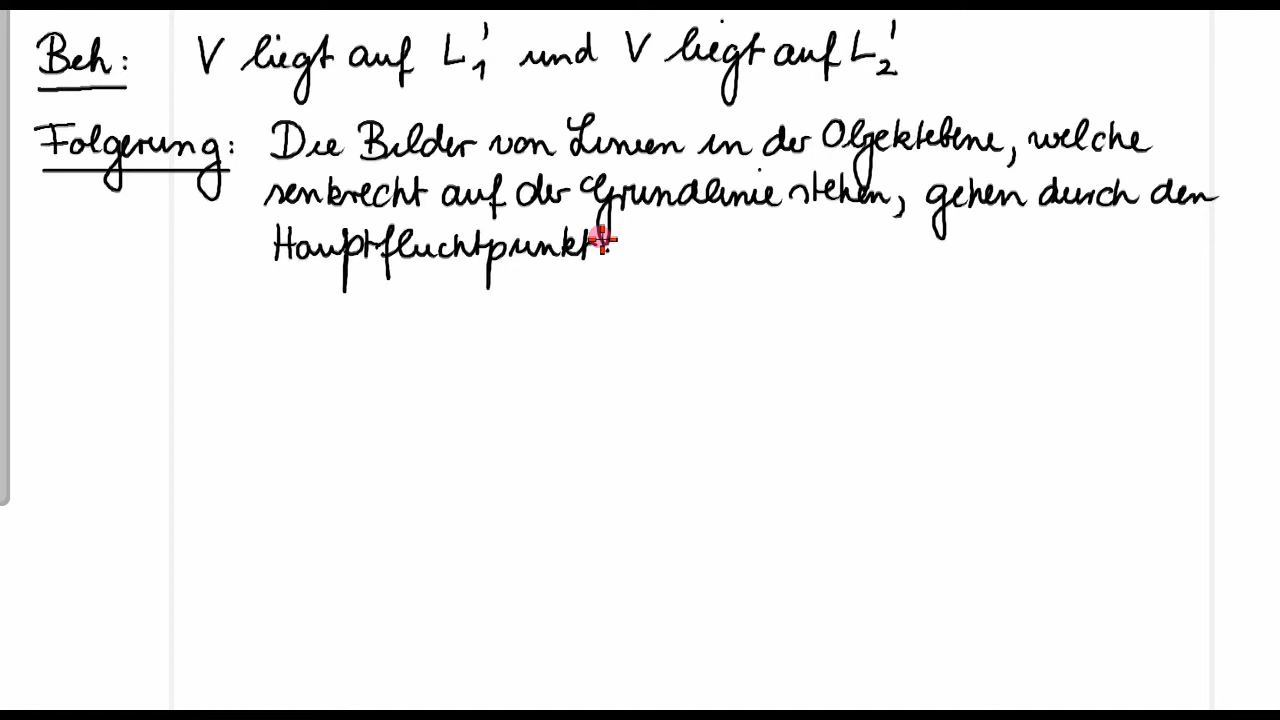 Beh: V liegt auf L₁' und V liegt auf L₂'
Folgerung: Die Bilder von Linien in der Objektebene, welche
senkrecht auf der Grundlinie stehen, gehen durch den
Hauptfluchtpunkt.